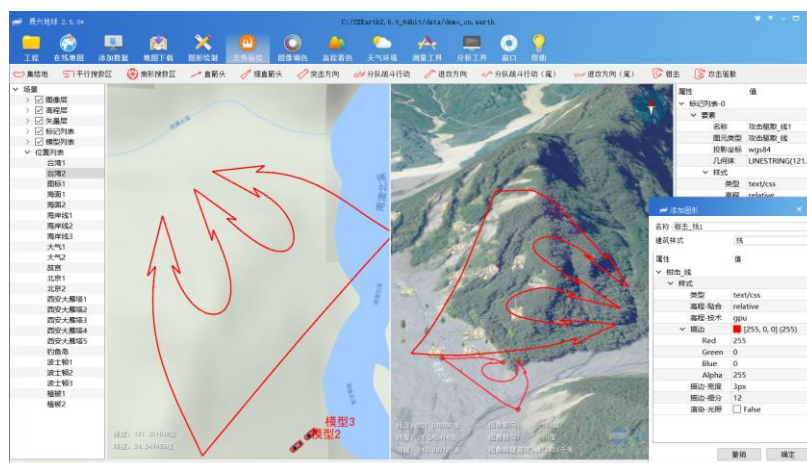 晟兴地球 2.6.0*
C:/SXEarth2.6.0_64bit/data/demo_cn.earth
工程
在线地图
添加数据
地图下载
图形绘制
态势标绘
图像调色
高程着色
天气环境
测量工具
分析工具
窗口
帮助
集结地
平行搜救区
扇形搜救区
直箭头
细直箭头
突击方向
分队战斗行动
进攻方向
分队战斗行动（尾）
进攻方向（尾）
钳击
攻击驱散
场景
图像层
高程层
矢量层
标记列表
模型列表
位置列表
台湾1
台湾2
图标1
海面1
海面2
海岸线1
海岸线2
海岸线3
大气1
大气2
故宫
北京1
北京2
西安大雁塔1
西安大雁塔2
西安大雁塔3
西安大雁塔4
西安大雁塔5
钓鱼岛
波士顿1
波士顿2
波士顿3
植被1
植被2
模型3
模型2
属性 值
标记列表-0
要素
名称 攻击驱散_线1
图元类型 攻击驱散_线
投影坐标 wgs84
几何体 LINESTRING(121.
样式
类型 text/css
relative
添加图形
名称 钳击_线1
建筑样式 线
属性 值
钳击_线
样式
类型 text/css
高程-贴合 relative
高程-技术 gpu
描边 [255, 0, 0] (255)
Red 255
Green 0
Blue 0
Alpha 255
描边-宽度 3px
描边-细分 12
渲染-光照 False
撤销 确定